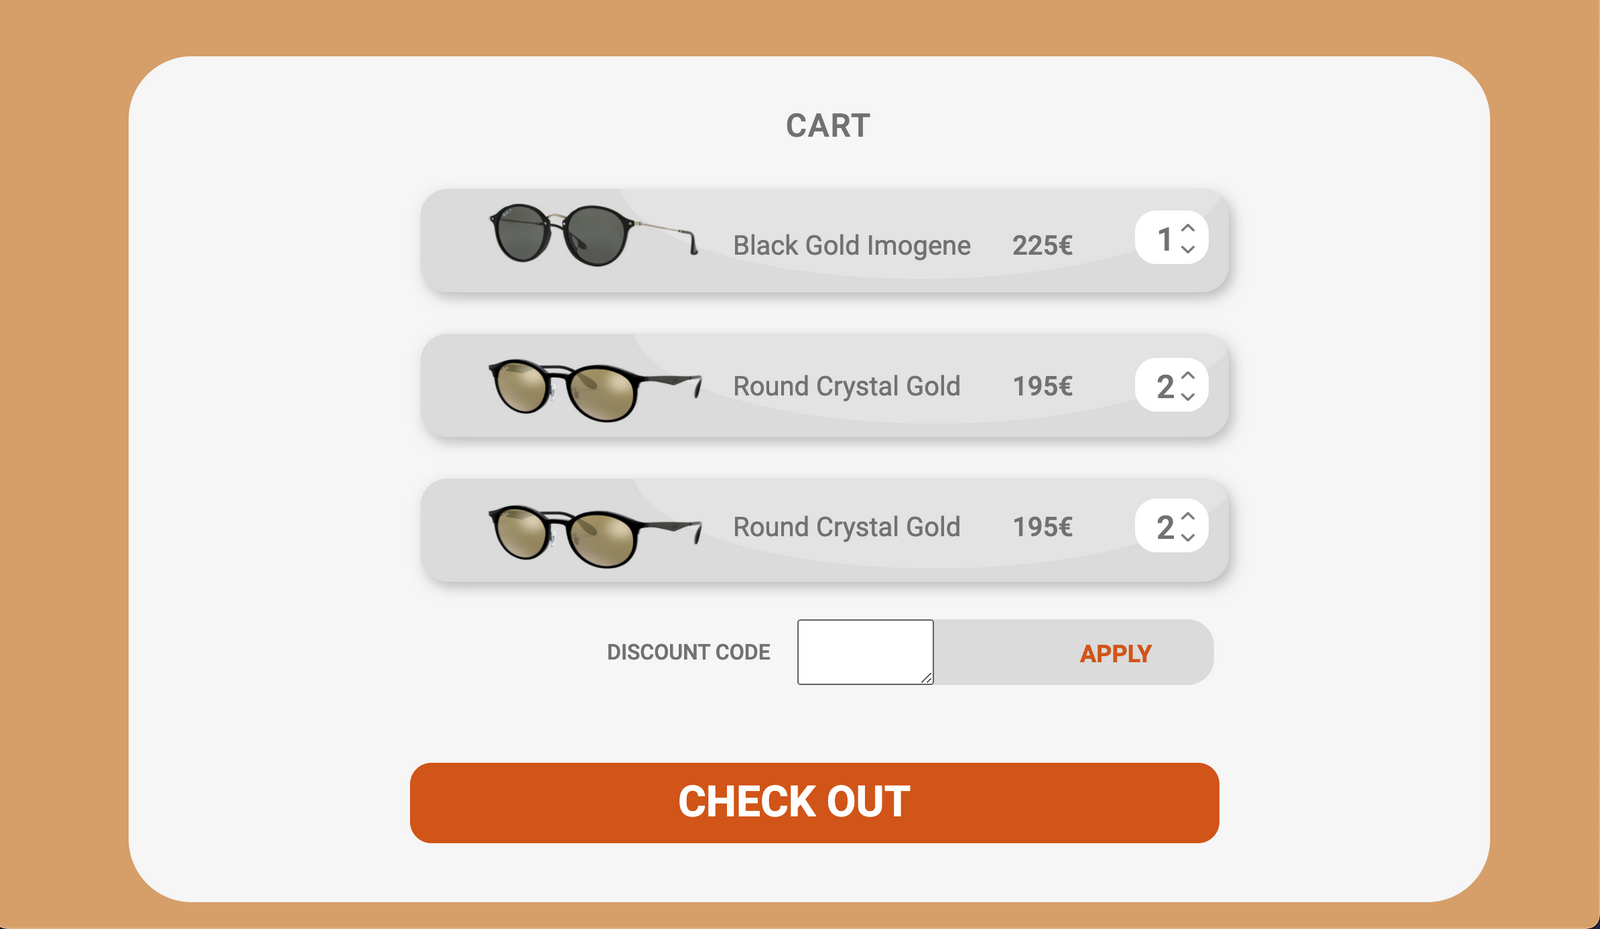 CART
Black Gold Imogene 225€ 1
Round Crystal Gold 195€ 2
Round Crystal Gold 195€ 2
DISCOUNT CODE APPLY
CHECK OUT